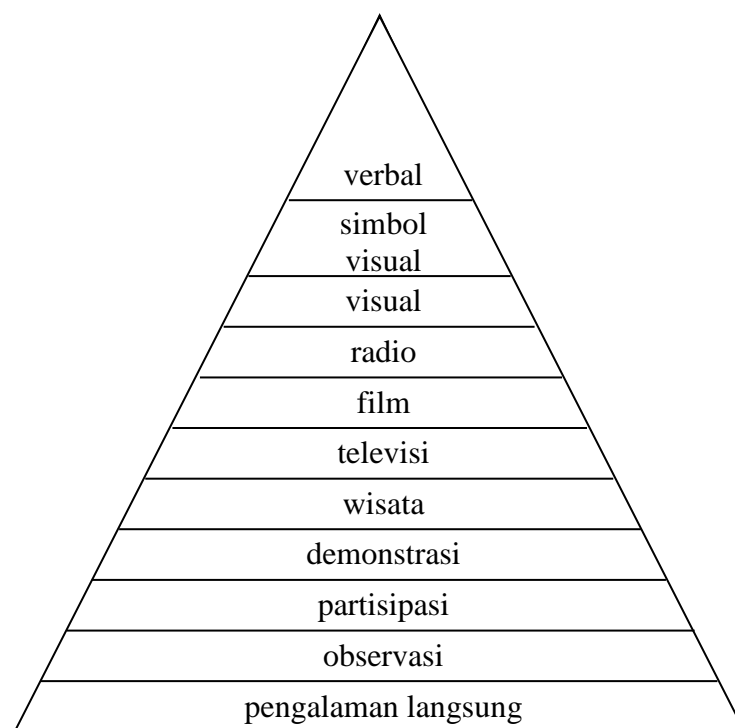 verbal
simbol
visual
visual
radio
film
televisi
wisata
demonstrasi
partisipasi
observasi
pengalaman langsung